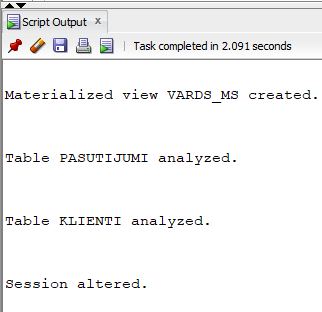 Script Output x
Task completed in 2.091 seconds
Materialized view VARDS_MS created.
Table PASUTIJUMI analyzed.
Table KLIENTI analyzed.
Session altered.